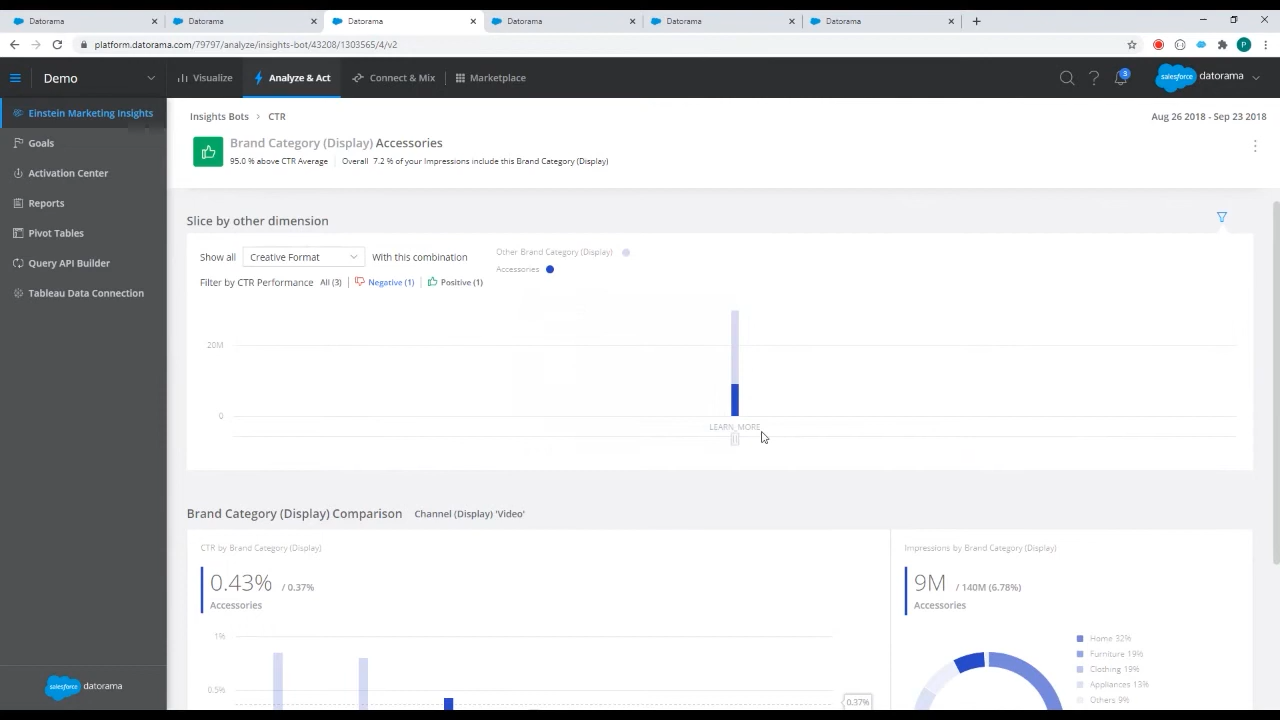 Datorama
Datorama
Datorama
Datorama
Datorama
Datorama
platform.datorama.com/79797/analyze/insights-bot/43208/1303565/4/v2
P
Demo
Visualize
Analyze & Act
Connect & Mix
Marketplace
3
salesforce datorama
Einstein Marketing Insights
Goals
Activation Center
Reports
Pivot Tables
Query API Builder
Tableau Data Connection
salesforce datorama
Insights Bots > CTR
Aug 26 2018 - Sep 23 2018
Brand Category (Display) Accessories
95.0 % above CTR Average Overall 7.2 % of your Impressions include this Brand Category (Display)
Slice by other dimension
Show all Creative Format With this combination
Other Brand Category (Display)
Accessories
Filter by CTR Performance All (3) Negative (1) Positive (1)
20M
0
LEARN_MORE
Brand Category (Display) Comparison Channel (Display) 'Video'
CTR by Brand Category (Display)
0.43% / 0.37%
Accessories
1%
0.5%
0.37%
Impressions by Brand Category (Display)
9M / 140M (6.78%)
Accessories
Home 32%
Furniture 19%
Clothing 19%
Appliances 13%
Others 9%